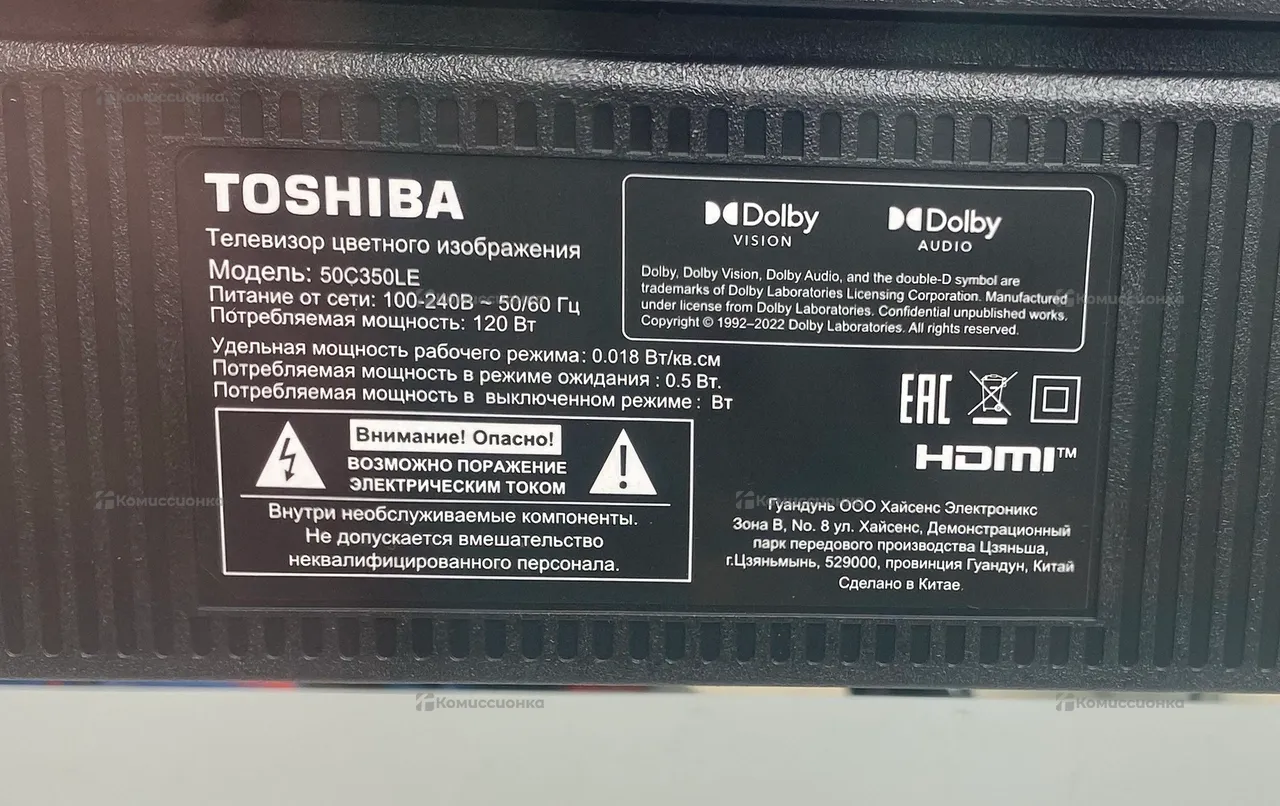 TOSHIBA
Телевизор цветного изображения
Модель: 50C350LE
Питание от сети: 100-240В ~ 50/60 Гц
Потребляемая мощность: 120 Вт
Удельная мощность рабочего режима: 0.018 Вт/кв.см
Потребляемая мощность в режиме ожидания : 0.5 Вт.
Потребляемая мощность в выключенном режиме : Вт
Внимание! Опасно!
ВОЗМОЖНО ПОРАЖЕНИЕ
ЭЛЕКТРИЧЕСКИМ ТОКОМ
Внутри необслуживаемые компоненты.
Не допускается вмешательство
неквалифицированного персонала.
Dolby
VISION
Dolby
AUDIO
Dolby, Dolby Vision, Dolby Audio, and the double-D symbol are
trademarks of Dolby Laboratories Licensing Corporation. Manufactured
under license from Dolby Laboratories. Confidential unpublished works.
Copyright © 1992–2022 Dolby Laboratories. All rights reserved.
EAC
HDMI™
Гуандунь ООО Хайсенс Электроникс
Зона B, No. 8 ул. Хайсенс, Демонстрационный
парк передового производства Цзяньша,
г.Цзяньмынь, 529000, провинция Гуандун, Китай
Сделано в Китае.
Комиссионка
Комиссионка
Комиссионка
Комиссионка
Комиссионка
Комиссионка
Комиссионка